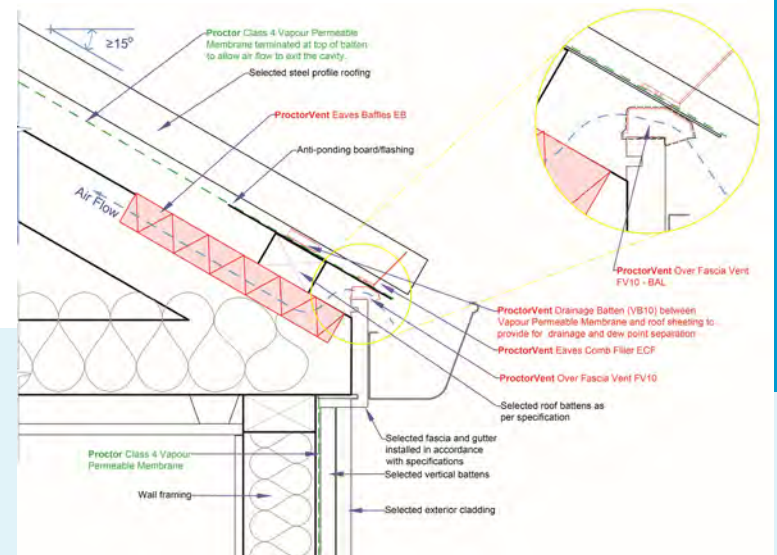 ≥15°
Proctor Class 4 Vapour Permeable
Membrane terminated at top of batten
to allow air flow to exit the cavity.
Selected steel profile roofing
ProctorVent Eaves Baffles EB
Anti-ponding board/flashing
Air Flow
ProctorVent Over Fascia Vent
FV10 - BAL
ProctorVent Drainage Batten (VB10) between
Vapour Permeable Membrane and roof sheeting to
provide for drainage and dew point separation
ProctorVent Eaves Comb Filler ECF
ProctorVent Over Fascia Vent FV10
Selected roof battens as
per specification
Selected fascia and gutter
installed in accordance
with specifications
Proctor Class 4 Vapour
Permeable Membrane
Selected vertical battens
Wall framing
Selected exterior cladding